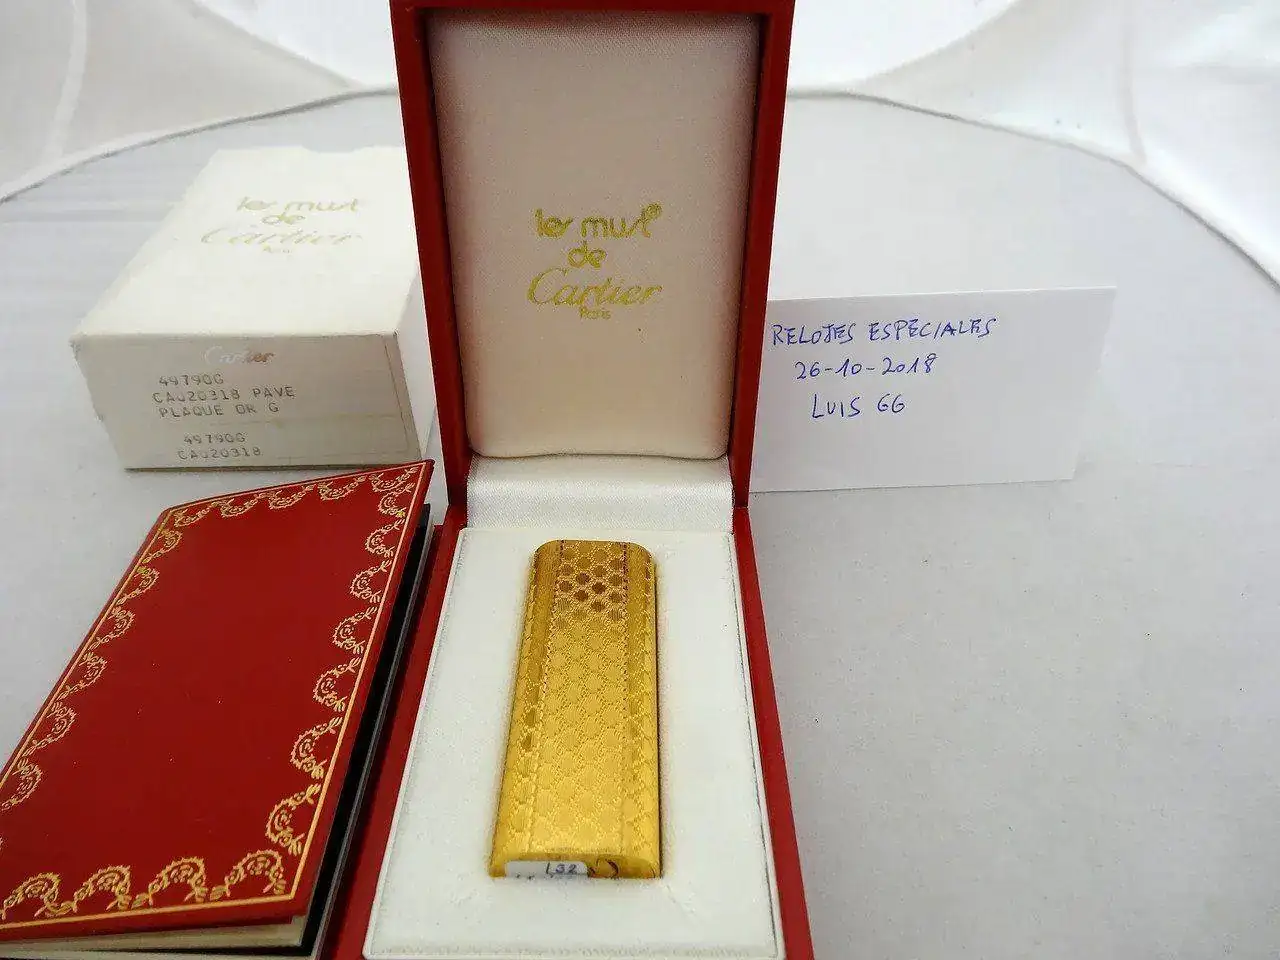 les must
de
Cartier
Paris
Cartier
49790G
CA020318 PAVE
PLAQUE OR G
49790G
CA020318
les must®
de
Cartier
Paris
RELOJES ESPECIALES
26-10-2018
LUIS GG
L32